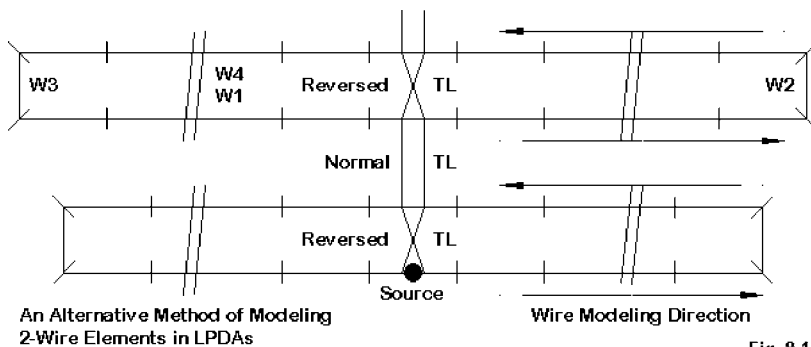 W3
W4
W1
Reversed TL
W2
Normal TL
Reversed TL
Source
An Alternative Method of Modeling
2-Wire Elements in LPDAs
Wire Modeling Direction